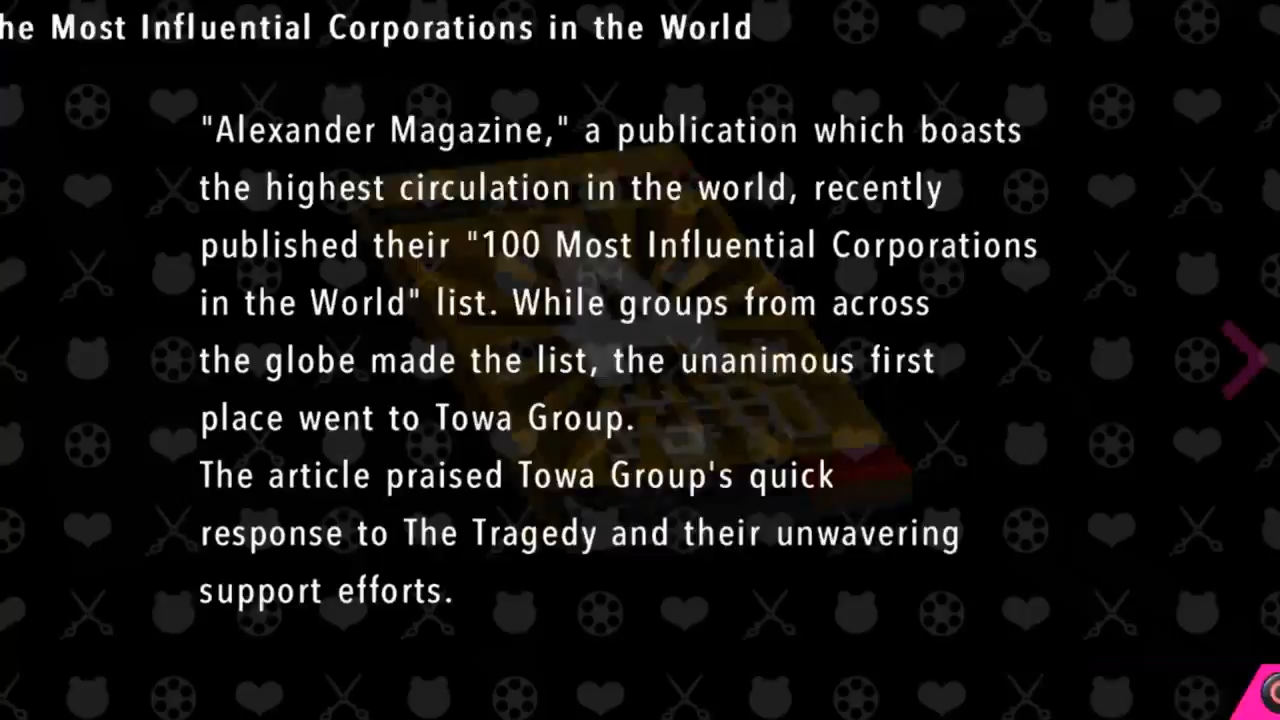 he Most Influential Corporations in the World
"Alexander Magazine," a publication which boasts
the highest circulation in the world, recently
published their "100 Most Influential Corporations
in the World" list. While groups from across
the globe made the list, the unanimous first
place went to Towa Group.
The article praised Towa Group's quick
response to The Tragedy and their unwavering
support efforts.